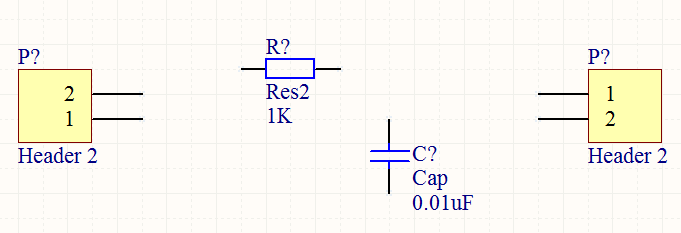 P?
2
1
Header 2
R?
Res2
1K
C?
Cap
0.01uF
P?
1
2
Header 2